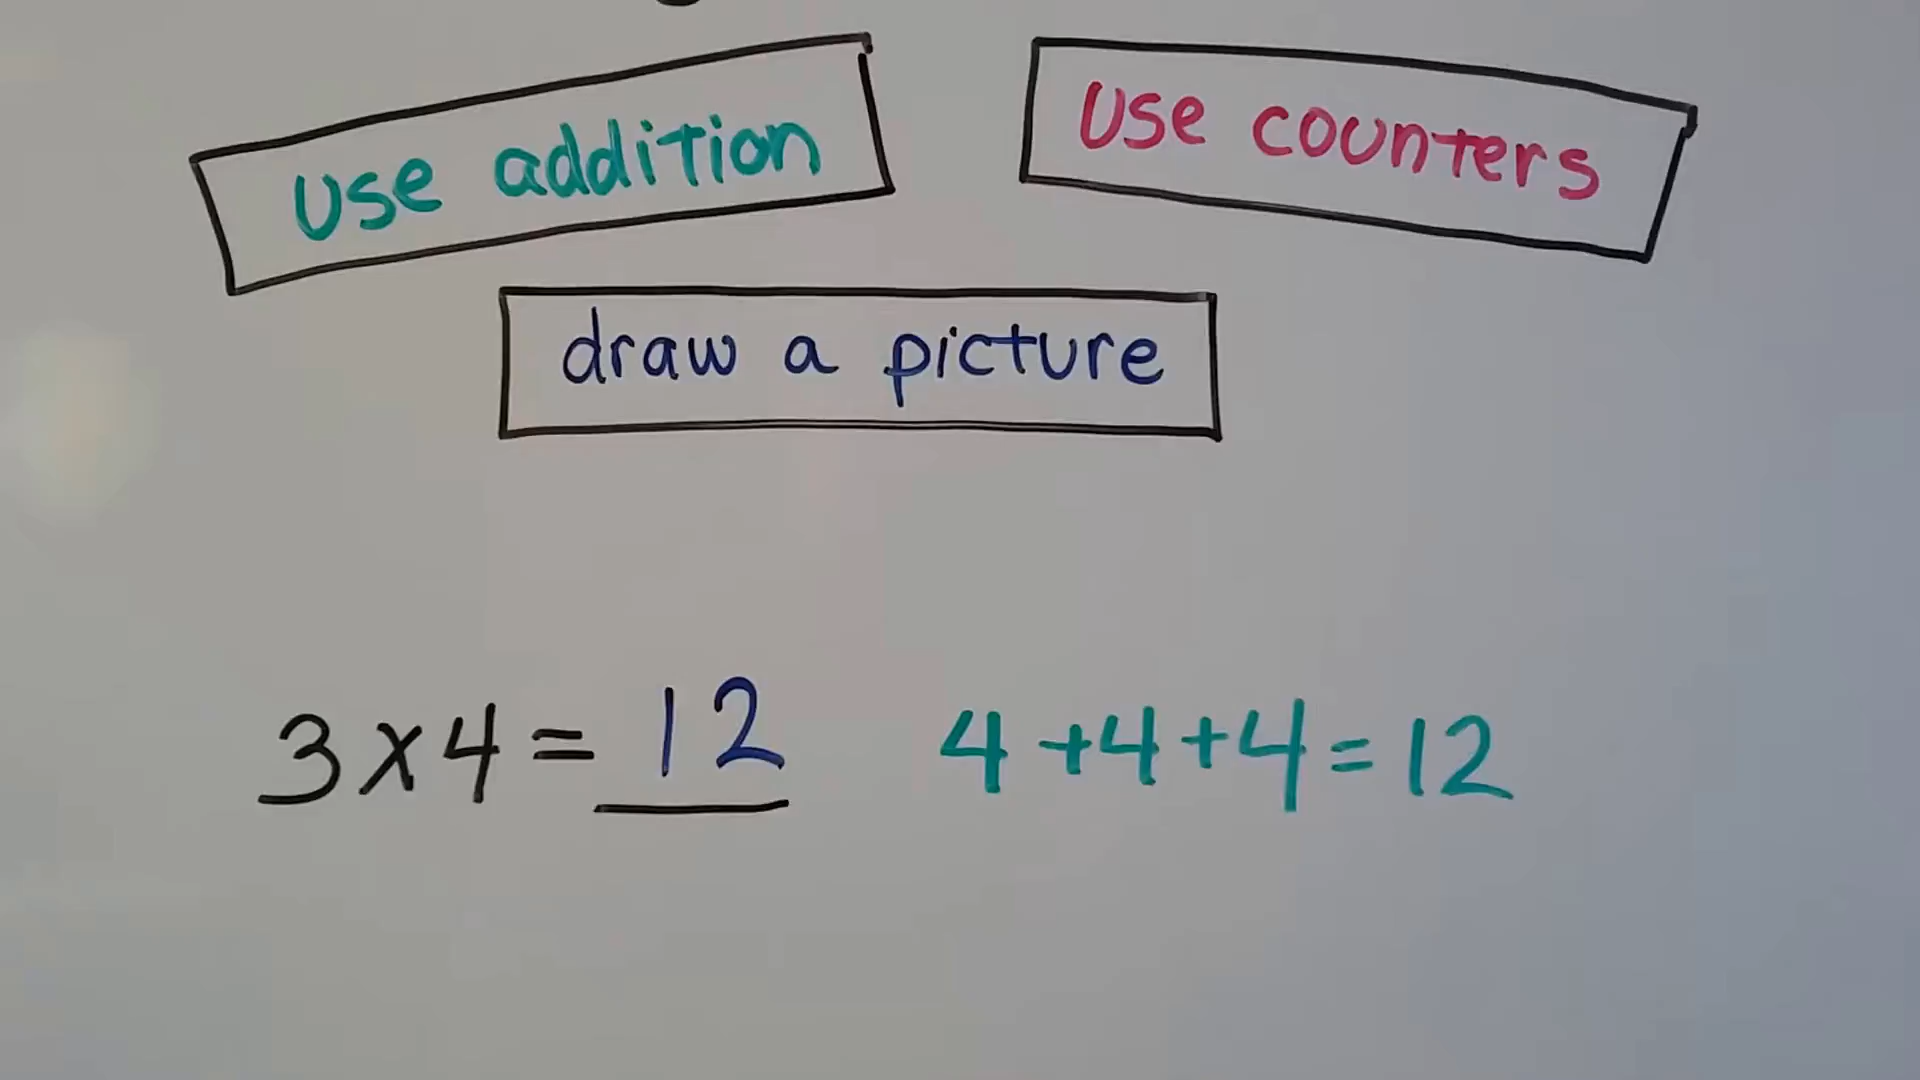 use addition
Use counters
draw a picture
3x4=12
4+4+4=12